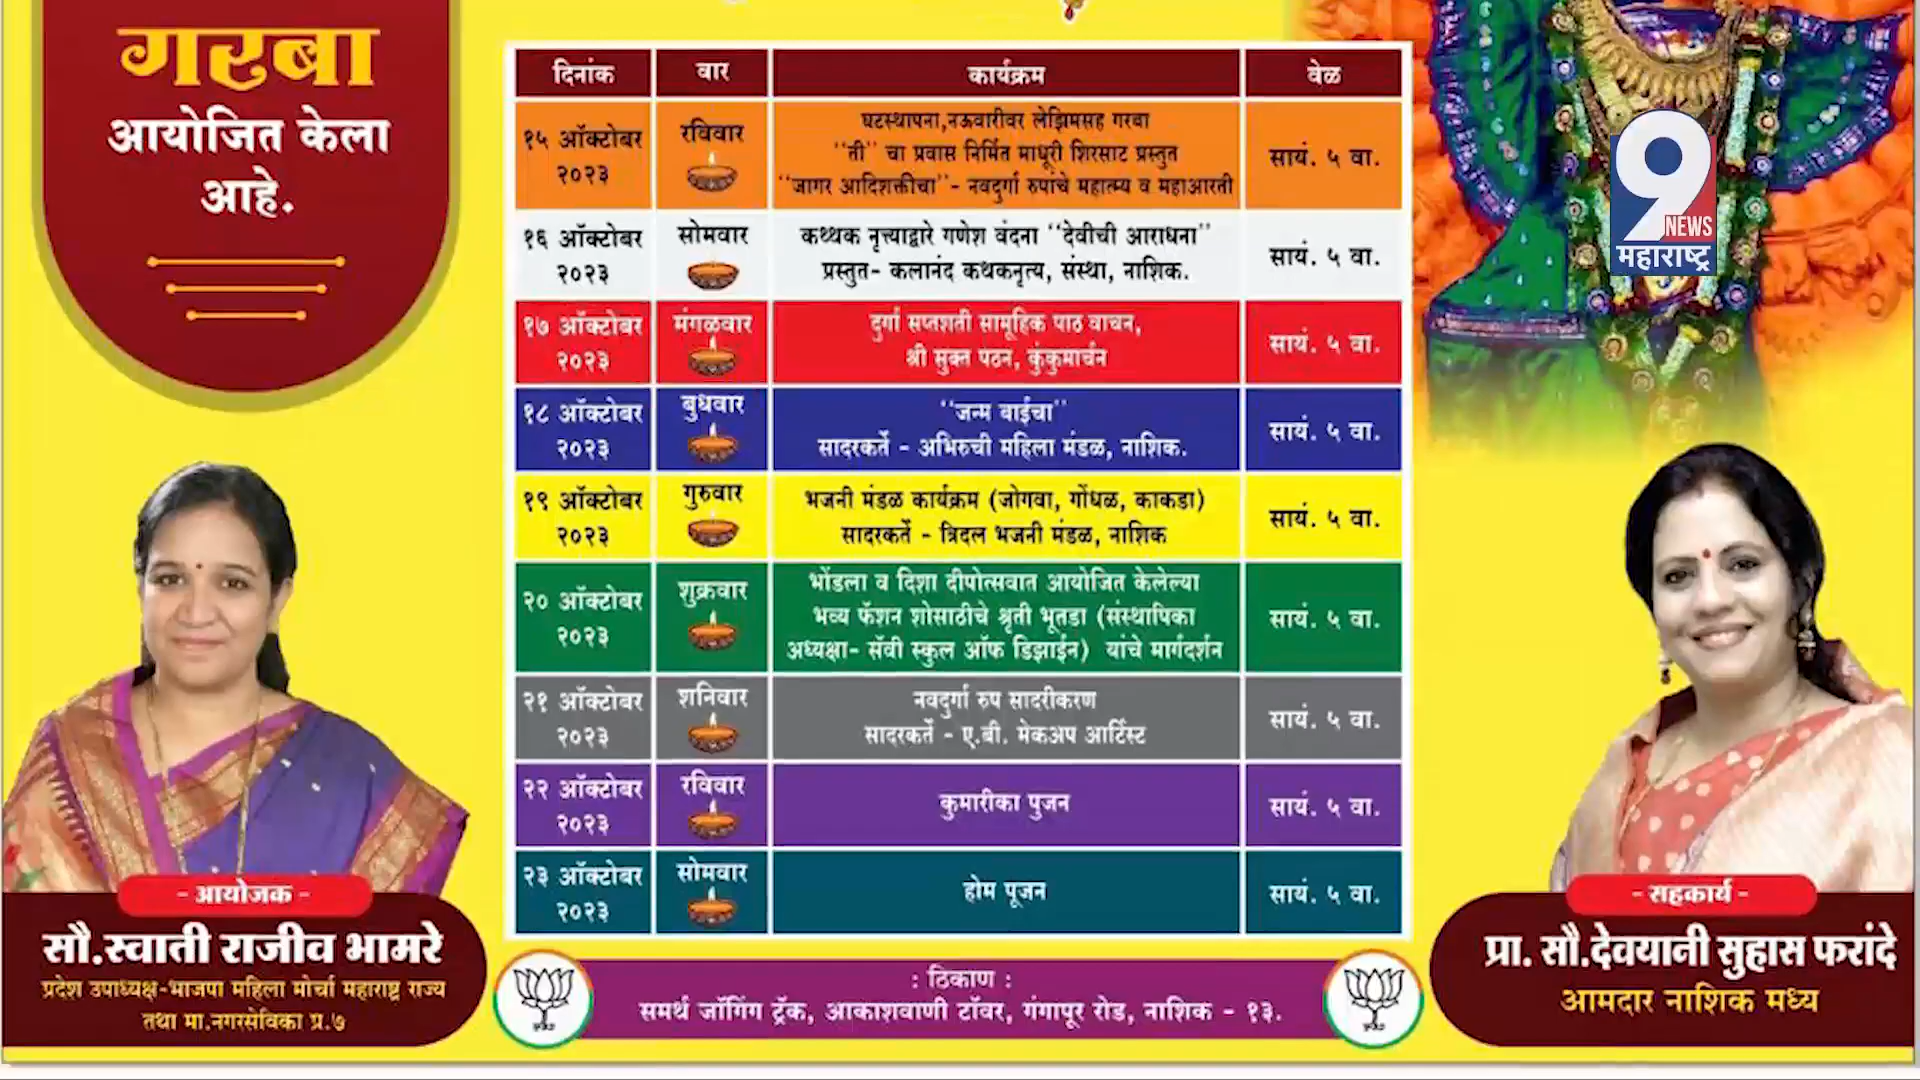 गरबा
आयोजित केला
आहे.
दिनांक वार कार्यक्रम वेळ
१५ ऑक्टोबर २०२३ रविवार
घटस्थापना,नऊवारीवर लेझिमसह गरबा
"ती" चा प्रवास निर्मित माधूरी शिरसाट प्रस्तुत
"जागर आदिशक्तीचा"- नवदुर्गा रुपांचे महात्म्य व महाआरती
सायं. ५ वा.
१६ ऑक्टोबर २०२३ सोमवार
कथ्थक नृत्याद्वारे गणेश वंदना "देवीची आराधना"
प्रस्तुत- कलानंद कथकनृत्य, संस्था, नाशिक.
सायं. ५ वा.
१७ ऑक्टोबर २०२३ मंगळवार
दुर्गा सप्तशती सामूहिक पाठ वाचन,
श्री सुक्त पठन, कुंकुमार्चन
सायं. ५ वा.
१८ ऑक्टोबर २०२३ बुधवार
"जन्म बाईचा"
सादरकर्ते - अभिरुची महिला मंडळ, नाशिक.
सायं. ५ वा.
१९ ऑक्टोबर २०२३ गुरुवार
भजनी मंडळ कार्यक्रम (जोगवा, गोंधळ, काकडा)
सादरकर्ते - त्रिदल भजनी मंडळ, नाशिक
सायं. ५ वा.
२० ऑक्टोबर २०२३ शुक्रवार
भोंडला व दिशा दीपोत्सवात आयोजित केलेल्या
भव्य फॅशन शोसाठीचे श्रृती भूतडा (संस्थापिका
अध्यक्षा- सॅवी स्कुल ऑफ डिझाईन) यांचे मार्गदर्शन
सायं. ५ वा.
२१ ऑक्टोबर २०२३ शनिवार
नवदुर्गा रुप सादरीकरण
सादरकर्ते - ए.बी. मेकअप आर्टिस्ट
सायं. ५ वा.
२२ ऑक्टोबर २०२३ रविवार
कुमारीका पुजन
सायं. ५ वा.
२३ ऑक्टोबर २०२३ सोमवार
होम पूजन
सायं. ५ वा.
9
NEWS
महाराष्ट्र
- आयोजक -
सौ.स्वाती राजीव भामरे
प्रदेश उपाध्यक्ष-भाजपा महिला मोर्चा महाराष्ट्र राज्य
तथा मा.नगरसेविका प्र.७
: ठिकाण :
समर्थ जॉगिंग ट्रॅक, आकाशवाणी टॉवर, गंगापूर रोड, नाशिक - १३.
- सहकार्य -
प्रा. सौ.देवयानी सुहास फरांदे
आमदार नाशिक मध्य